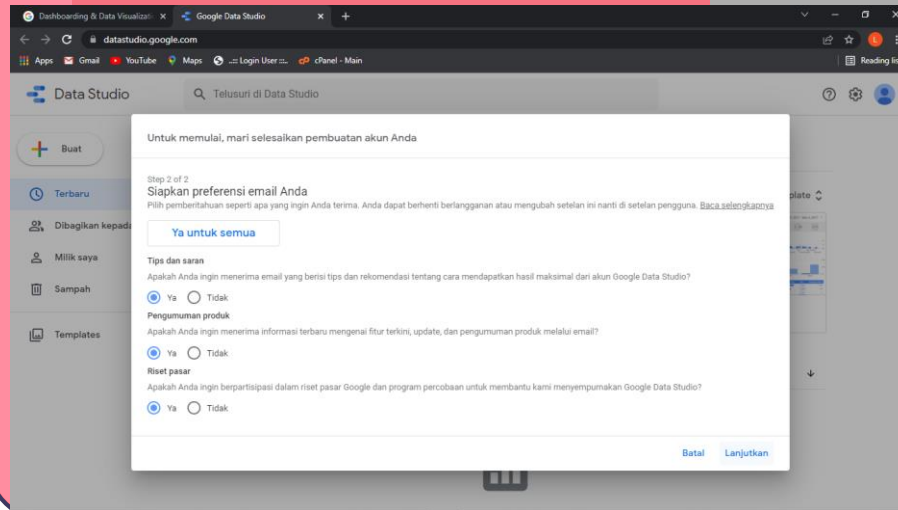 Dashboarding & Data Visualizati
Google Data Studio
datastudio.google.com
Apps
Gmail
YouTube
Maps
..:: Login User ::..
cPanel - Main
Reading lis
Data Studio
Telusuri di Data Studio
L
Buat
Terbaru
Dibagikan kepada
Milik saya
Sampah
Templates
plate
Untuk memulai, mari selesaikan pembuatan akun Anda
Step 2 of 2
Siapkan preferensi email Anda
Pilih pemberitahuan seperti apa yang ingin Anda terima. Anda dapat berhenti berlangganan atau mengubah setelan ini nanti di setelan pengguna. Baca selengkapnya
Ya untuk semua
Tips dan saran
Apakah Anda ingin menerima email yang berisi tips dan rekomendasi tentang cara mendapatkan hasil maksimal dari akun Google Data Studio?
Ya Tidak
Pengumuman produk
Apakah Anda ingin menerima informasi terbaru mengenai fitur terkini, update, dan pengumuman produk melalui email?
Ya Tidak
Riset pasar
Apakah Anda ingin berpartisipasi dalam riset pasar Google dan program percobaan untuk membantu kami menyempurnakan Google Data Studio?
Ya Tidak
Batal Lanjutkan